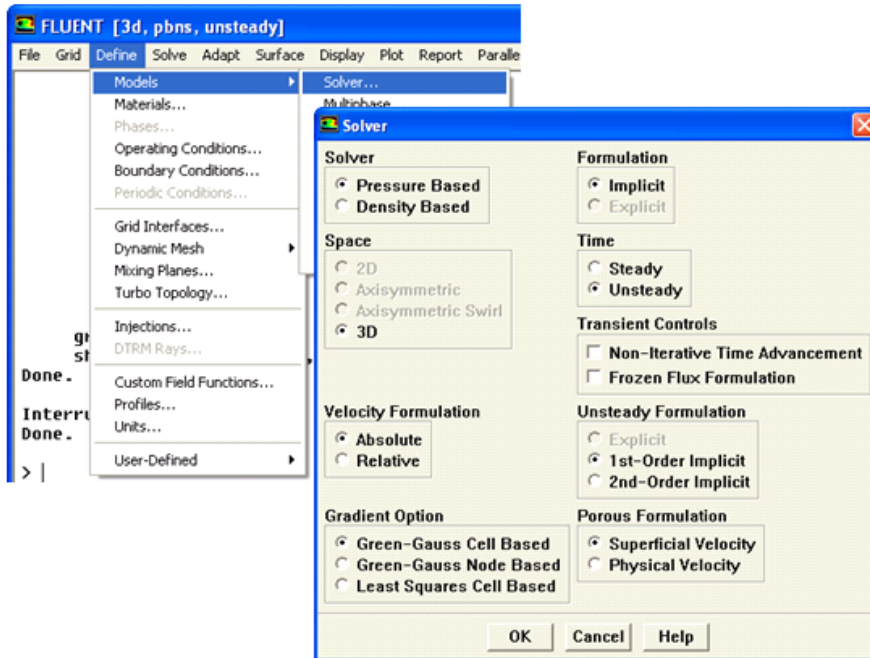 FLUENT [3d, pbns, unsteady]
File Grid Define Solve Adapt Surface Display Plot Report Paralle
Models
Solver...
Materials...
Multiphase
Phases...
Operating Conditions...
Boundary Conditions...
Periodic Conditions...
Grid Interfaces...
Dynamic Mesh
Mixing Planes...
Turbo Topology...
Injections...
DTRM Rays...
Custom Field Functions...
Profiles...
Units...
User-Defined
gr
sh
Done.
Interru
Done.
>
Solver
Solver
Pressure Based
Density Based
Formulation
Implicit
Explicit
Space
2D
Axisymmetric
Axisymmetric Swirl
3D
Time
Steady
Unsteady
Transient Controls
Non-Iterative Time Advancement
Frozen Flux Formulation
Velocity Formulation
Absolute
Relative
Unsteady Formulation
Explicit
1st-Order Implicit
2nd-Order Implicit
Gradient Option
Green-Gauss Cell Based
Green-Gauss Node Based
Least Squares Cell Based
Porous Formulation
Superficial Velocity
Physical Velocity
OK Cancel Help